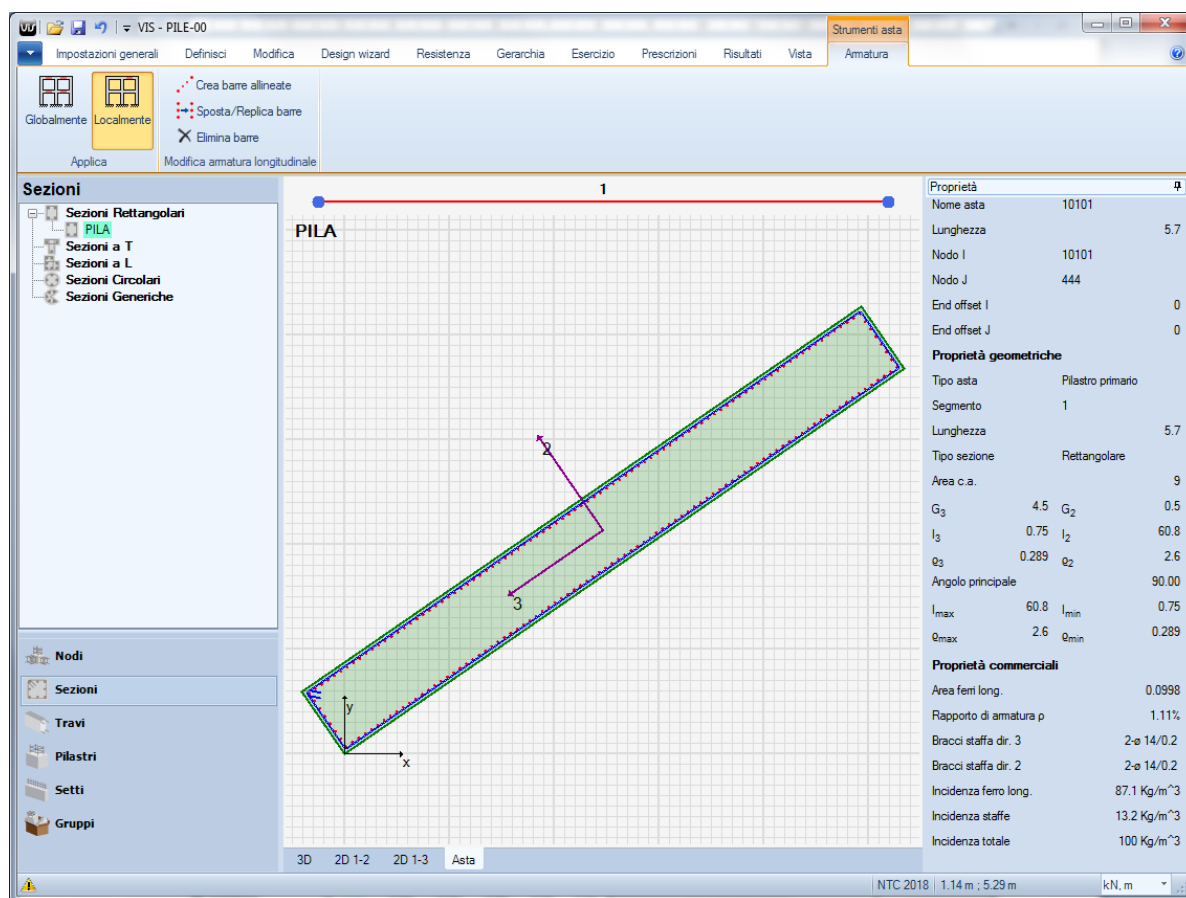 VIS - PILE-00
Strumenti asta
Impostazioni generali Definisci Modifica Design wizard Resistenza Gerarchia Esercizio Prescrizioni Risultati Vista Armatura
Globalmente Localmente
Crea barre allineate
Sposta/Replica barre
Elimina barre
Applica Modifica armatura longitudinale
Sezioni
Sezioni Rettangolari
PILA
Sezioni a T
Sezioni a L
Sezioni Circolari
Sezioni Generiche
Nodi
Sezioni
Travi
Pilastri
Setti
Gruppi
1
PILA
2
3
y
x
3D 2D 1-2 2D 1-3 Asta
Proprietà
Nome asta 10101
Lunghezza 5.7
Nodo I 10101
Nodo J 444
End offset I 0
End offset J 0
Proprietà geometriche
Tipo asta Pilastro primario
Segmento 1
Lunghezza 5.7
Tipo sezione Rettangolare
Area c.a. 9
G3 4.5 G2 0.5
I3 0.75 I2 60.8
ϱ3 0.289 ϱ2 2.6
Angolo principale 90.00
Imax 60.8 Imin 0.75
ϱmax 2.6 ϱmin 0.289
Proprietà commerciali
Area ferri long. 0.0998
Rapporto di armatura ρ 1.11%
Bracci staffa dir. 3 2-ø 14/0.2
Bracci staffa dir. 2 2-ø 14/0.2
Incidenza ferro long. 87.1 Kg/m^3
Incidenza staffe 13.2 Kg/m^3
Incidenza totale 100 Kg/m^3
NTC 2018 1.14 m ; 5.29 m kN, m